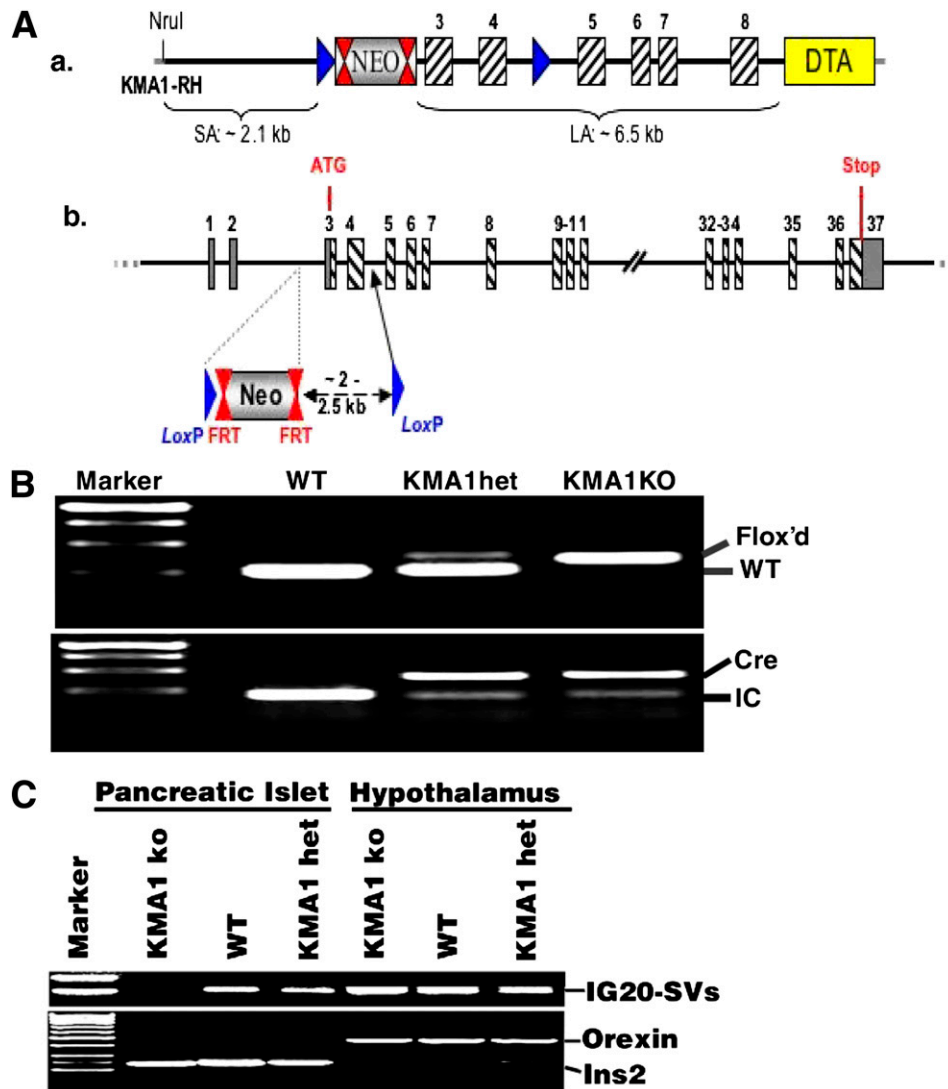 A
a.
NruI
KMA1-RH
NEO
3 4 5 6 7 8
DTA
SA: ~ 2.1 kb
LA: ~ 6.5 kb
b.
ATG
Stop
1 2 3 4 5 6 7 8 9-11 1 32-34 4 35 36 37
Neo
~ 2 -
2.5 kb
LoxP FRT FRT LoxP
B
Marker WT KMA1het KMA1KO
Flox'd
WT
Cre
IC
C
Pancreatic Islet Hypothalamus
Marker
KMA1 ko
WT
KMA1 het
KMA1 ko
WT
KMA1 het
IG20-SVs
Orexin
Ins2